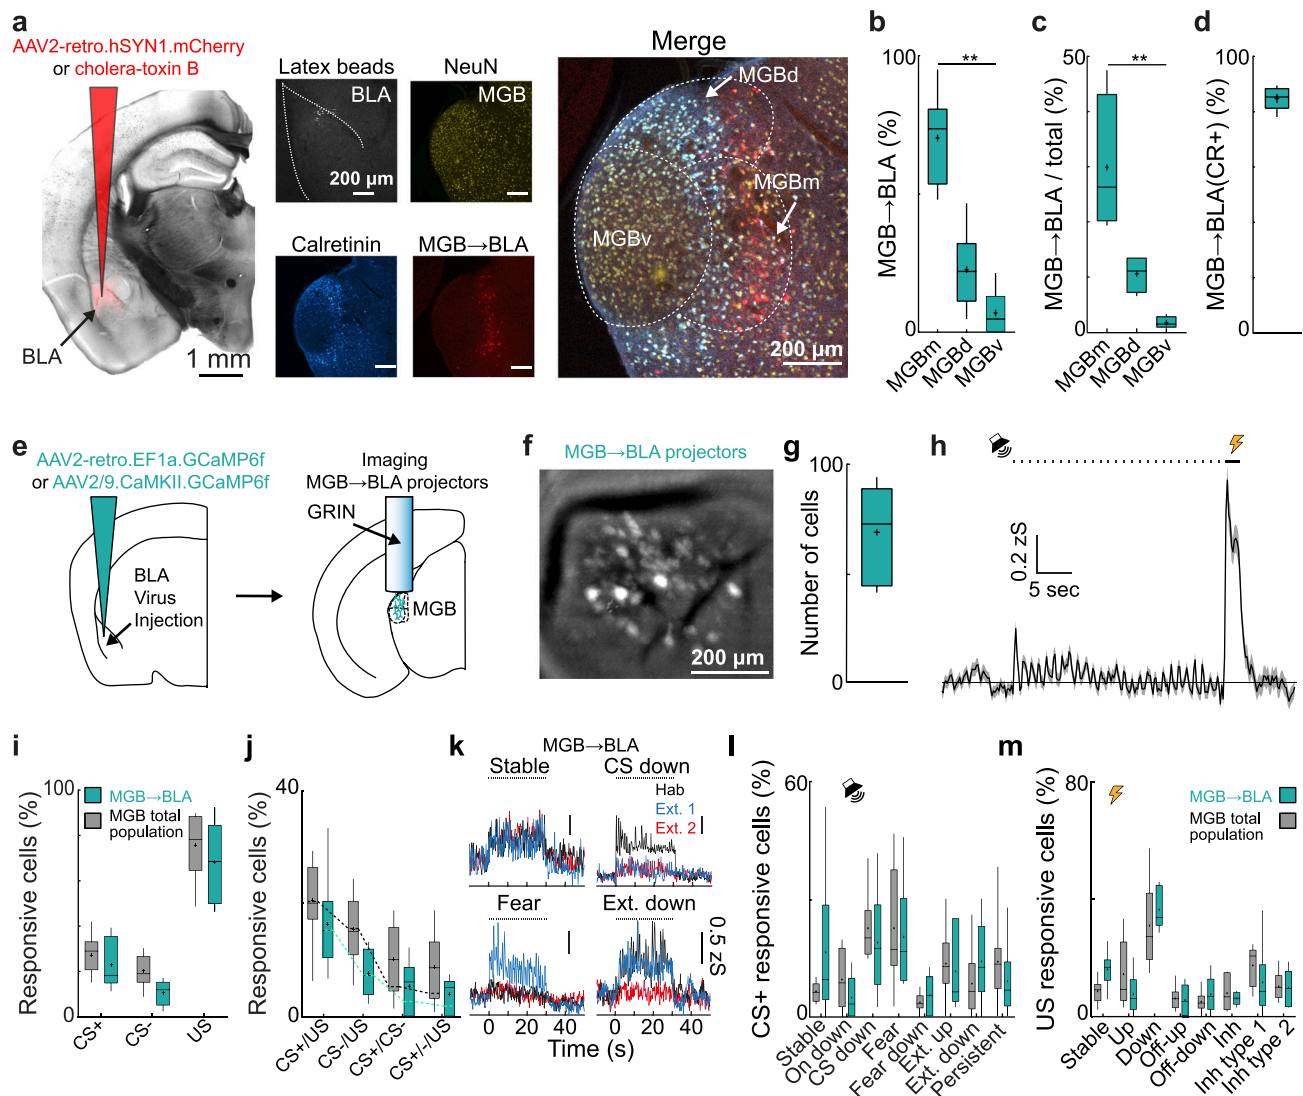 a
AAV2-retro.hSYN1.mCherry
or cholera-toxin B
BLA
1 mm
Latex beads
BLA
200 µm
NeuN
MGB
Calretinin
MGB→BLA
Merge
MGBd
MGBm
MGBv
200 µm
b
MGB→BLA (%)
100
0
**
MGBm
MGBd
MGBv
c
MGB→BLA / total (%)
50
0
**
MGBm
MGBd
MGBv
d
MGB→BLA(CR+) (%)
100
0
e
AAV2-retro.EF1a.GCaMP6f
or AAV2/9.CaMKII.GCaMP6f
BLA
Virus
Injection
Imaging
MGB→BLA projectors
GRIN
MGB
f
MGB→BLA projectors
200 µm
g
Number of cells
100
0
h
0.2 zS
5 sec
i
Responsive cells (%)
100
0
MGB→BLA
MGB total
population
CS+
CS-
US
j
Responsive cells (%)
40
0
CS+/US
CS-/US
CS+/CS-
CS+/-/US
k
MGB→BLA
Stable
CS down
Hab
Ext. 1
Ext. 2
Fear
Ext. down
0.5 zS
0 20 40
0 20 40
Time (s)
l
CS+ responsive cells (%)
60
0
Stable
On down
CS down
Fear
Fear down
Ext. up
Ext. down
Persistent
m
US responsive cells (%)
80
0
MGB→BLA
MGB total
population
Stable
Up
Down
Off-up
Off-down
Inh
Inh type 1
Inh type 2